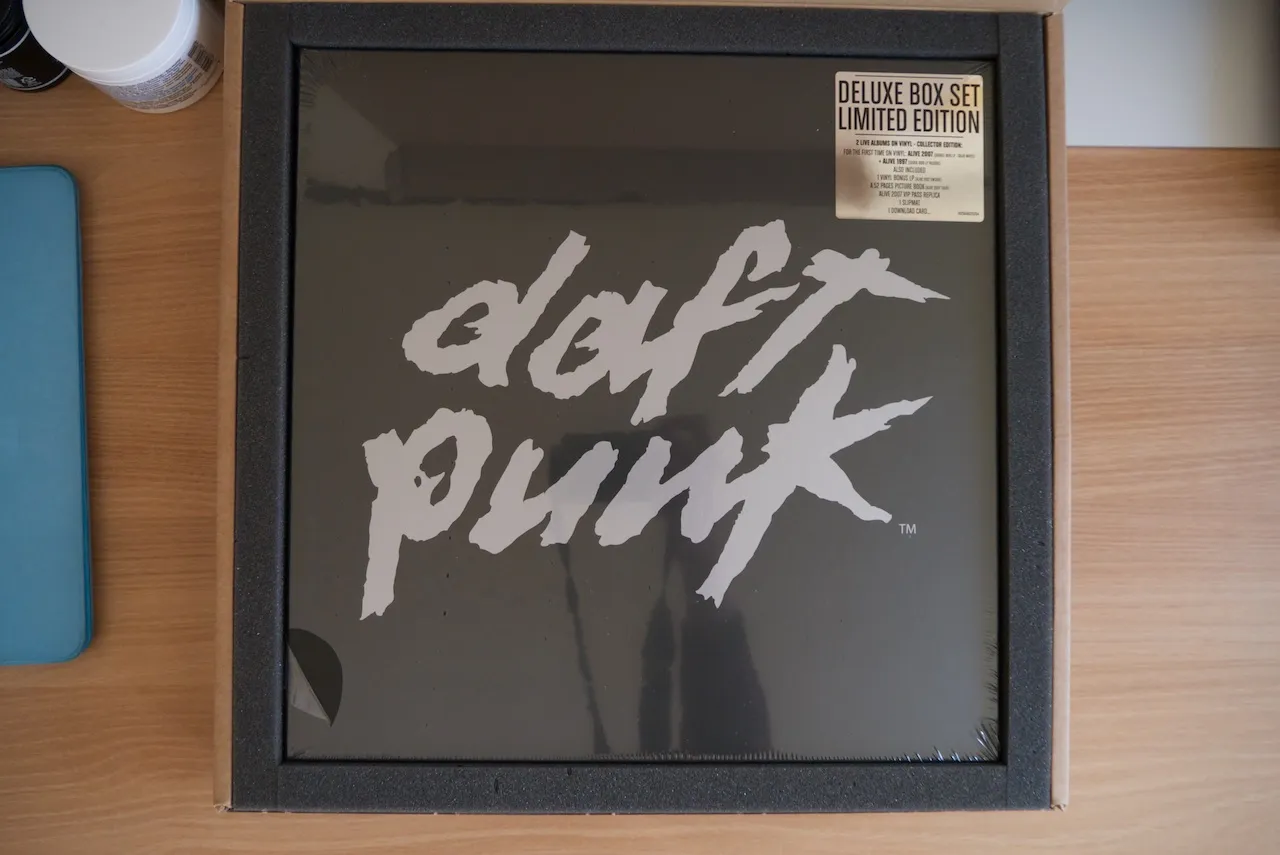 DELUXE BOX SET
LIMITED EDITION
2 LIVE ALBUMS ON VINYL - COLLECTOR EDITION:
FOR THE FIRST TIME ON VINYL: ALIVE 2007
+ ALIVE 1997
ALSO INCLUDED
1 VINYL BONUS LP
A 52 PAGES PICTURE BOOK
ALIVE 2007 VIP PASS REPLICA
1 SLIPMAT
1 DOWNLOAD CARD...
daft
punk
TM